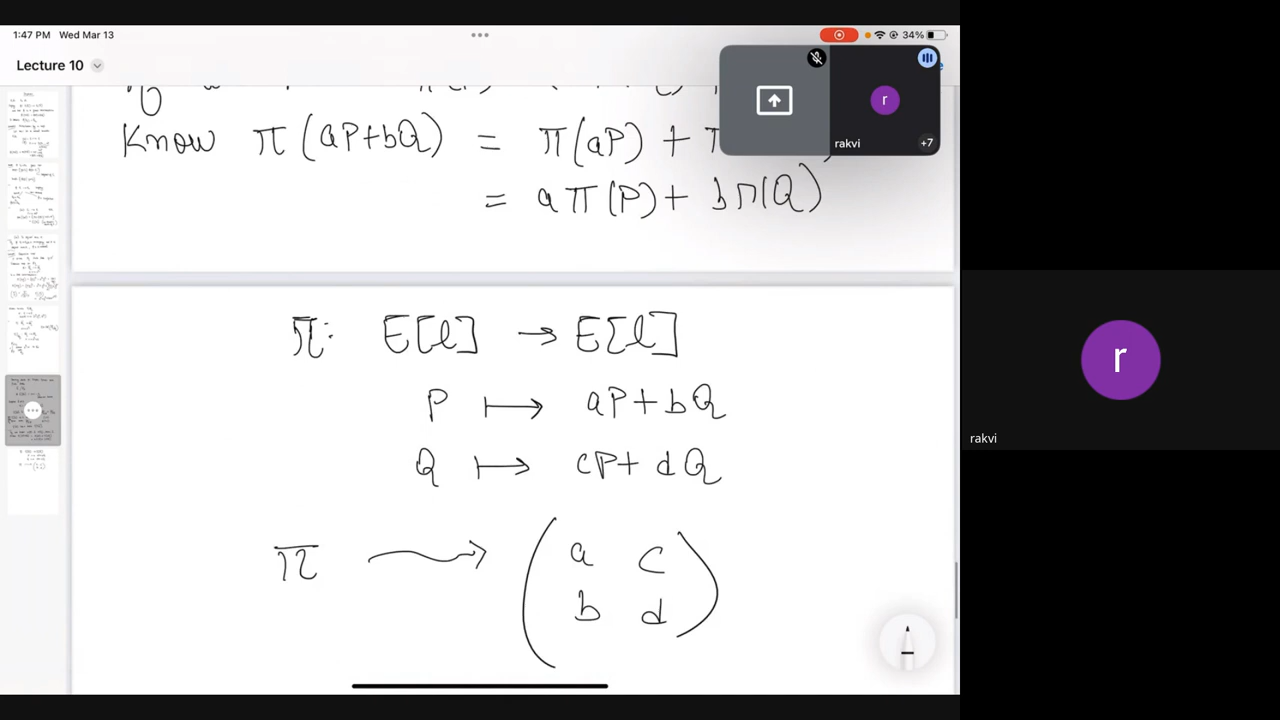 1:47 PM Wed Mar 13
34%
Lecture 10
Know π(aP+bQ) = π(aP) +
= aπ(P) + bπ(Q)
rakvi
+7
π: E[l] → E[l]
P ↦ aP+bQ
Q ↦ cP+dQ
π ⟿ ( a c
b d )
r
r
rakvi